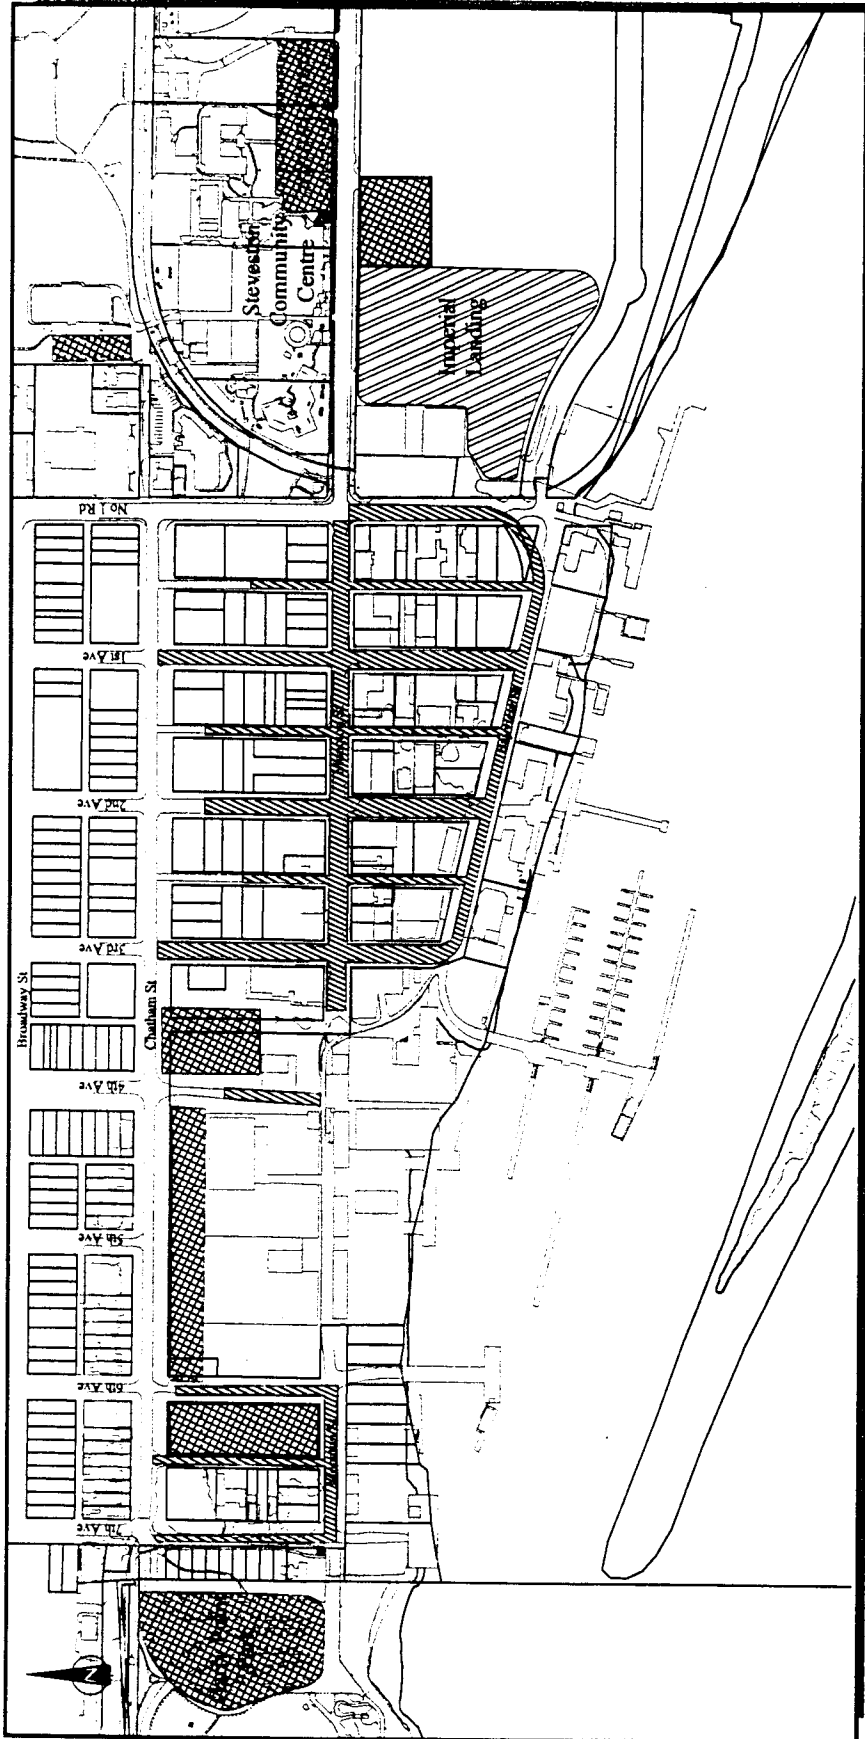 Steveston
Community
Centre
Imperial
Landing
No.1 Rd
1st Ave
2nd Ave
3rd Ave
Broadway St
Chatham St
4th Ave
5th Ave
6th Ave
7th Ave
Park
N